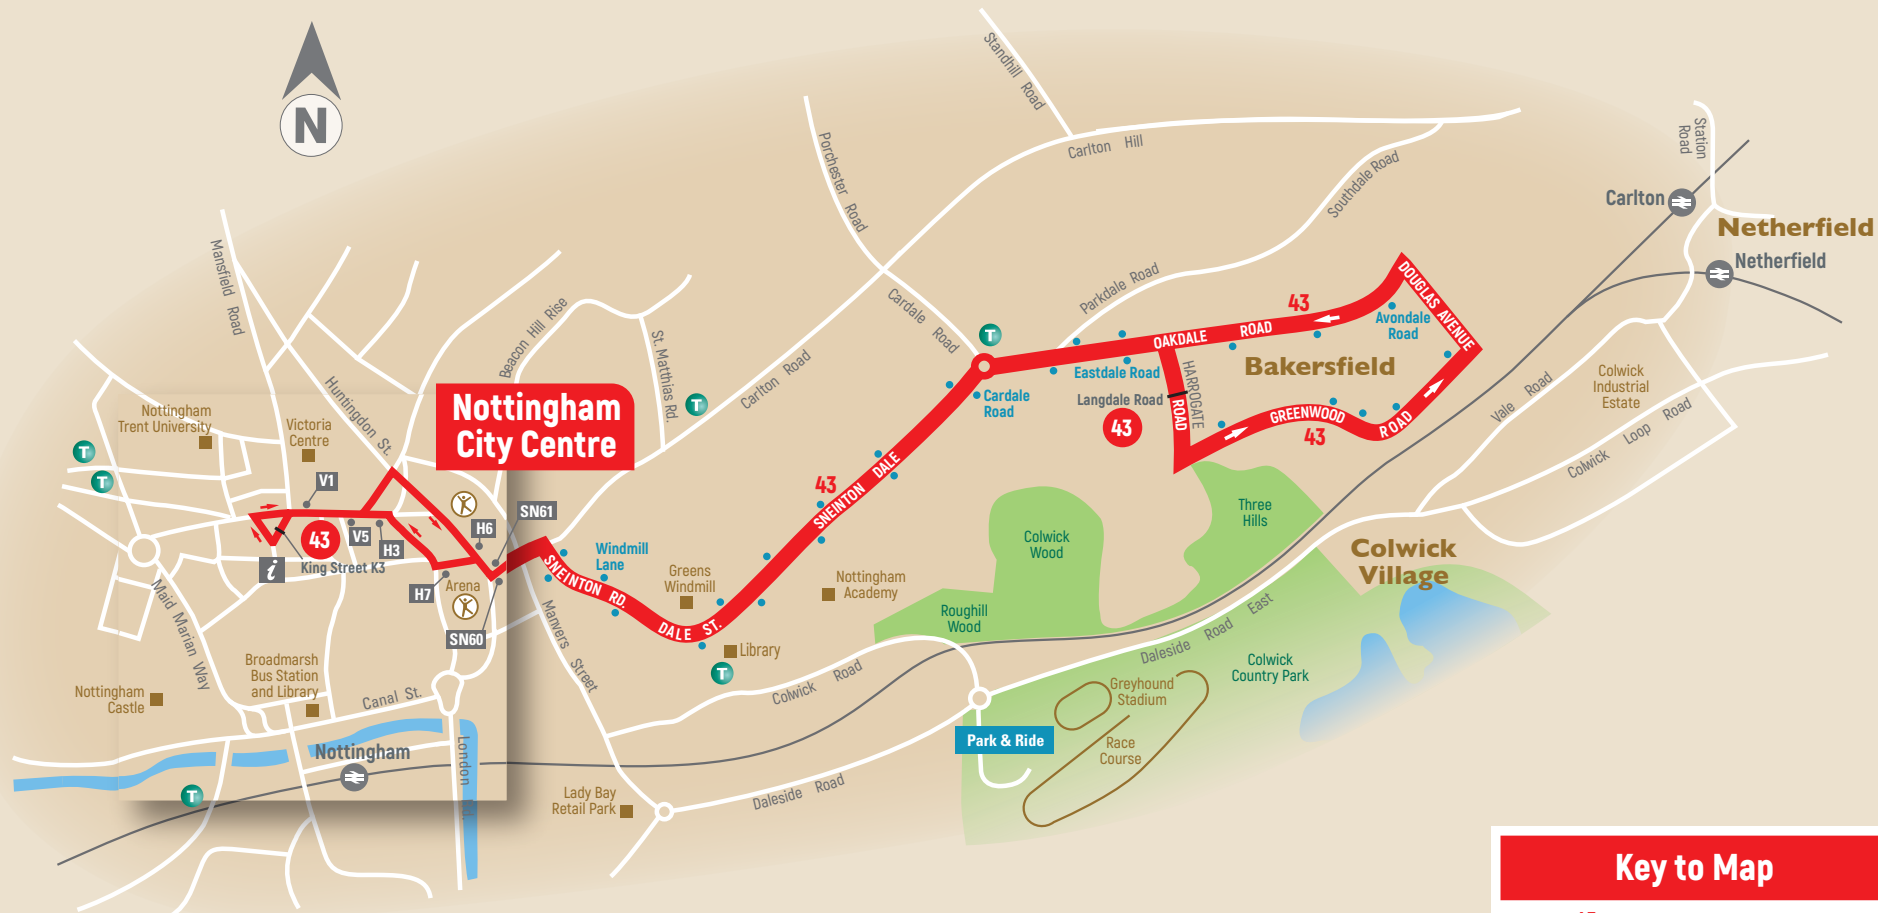 N
Standhill Road
Carlton Hill
Porchester Road
Southdale Road
Station
Road
Carlton
Netherfield
Netherfield
Mansfield Road
Beacon Hill Rise
St. Matthias Rd.
Carlton Road
Cardale Road
Parkdale Road
T
43
OAKDALE ROAD
DOUGLAS AVENUE
Avondale
Road
Bakersfield
Eastdale Road
Langdale Road
43
HARROGATE
ROAD
GREENWOOD
ROAD
43
Cardale
Road
Vale Road
Colwick
Industrial
Estate
Colwick Loop Road
Huntingdon St.
Nottingham
City Centre
T
Nottingham
Trent University
Victoria
Centre
T
T
V1
43
V5
H3
H6
SN61
King Street K3
i
H7
Arena
SN60
SNEINTON RD.
Windmill
Lane
DALE ST.
Greens
Windmill
43
SNEINTON DALE
Nottingham
Academy
Library
T
Colwick
Wood
Three
Hills
Roughhill
Wood
Colwick
Village
Maid Marian Way
Manvers Street
Broadmarsh
Bus Station
and Library
Nottingham
Castle
Canal St.
Colwick Road
Daleside Road East
Colwick
Country Park
Greyhound
Stadium
Race
Course
Park & Ride
Nottingham
London Rd.
T
Lady Bay
Retail Park
Daleside Road
Key to Map